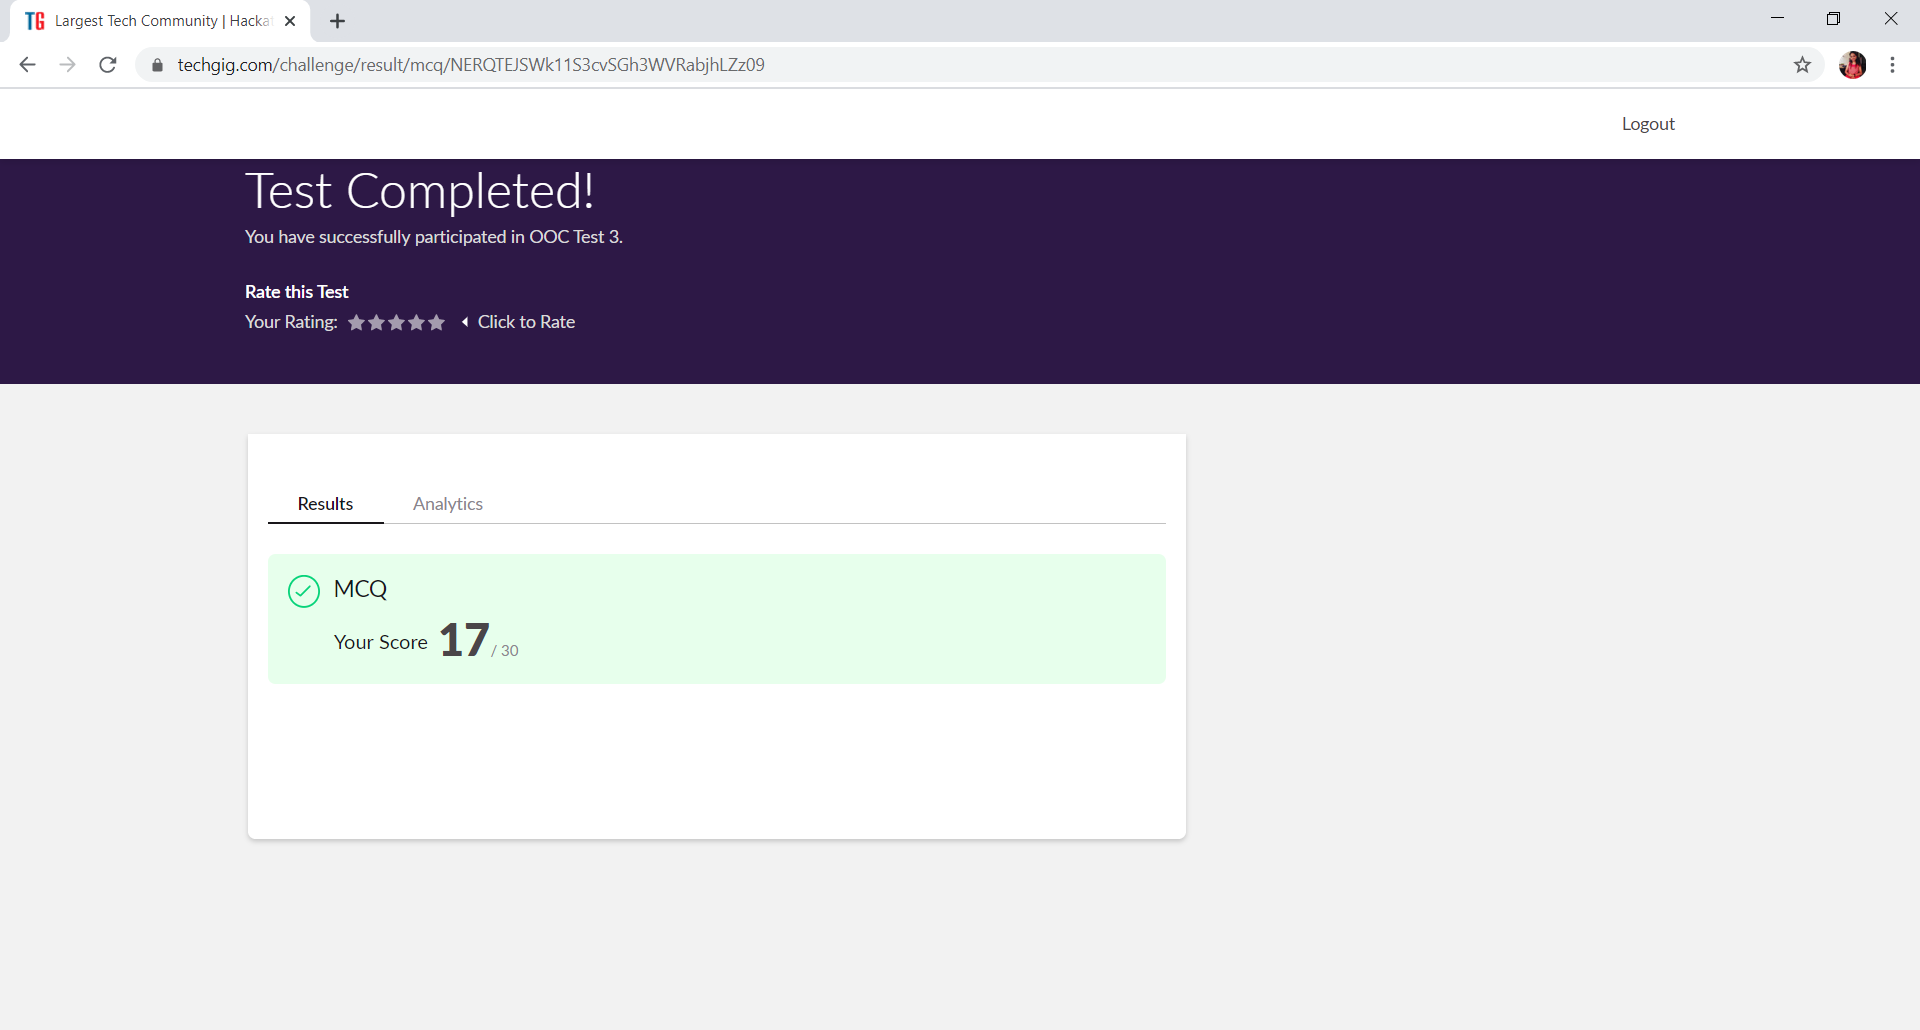 TG Largest Tech Community | Hacka
techgig.com/challenge/result/mcq/NERQTEJSWk11S3cvSGh3WVRabjhLZz09
Logout
Test Completed!
You have successfully participated in OOC Test 3.
Rate this Test
Your Rating: Click to Rate
Results Analytics
MCQ
Your Score 17 / 30